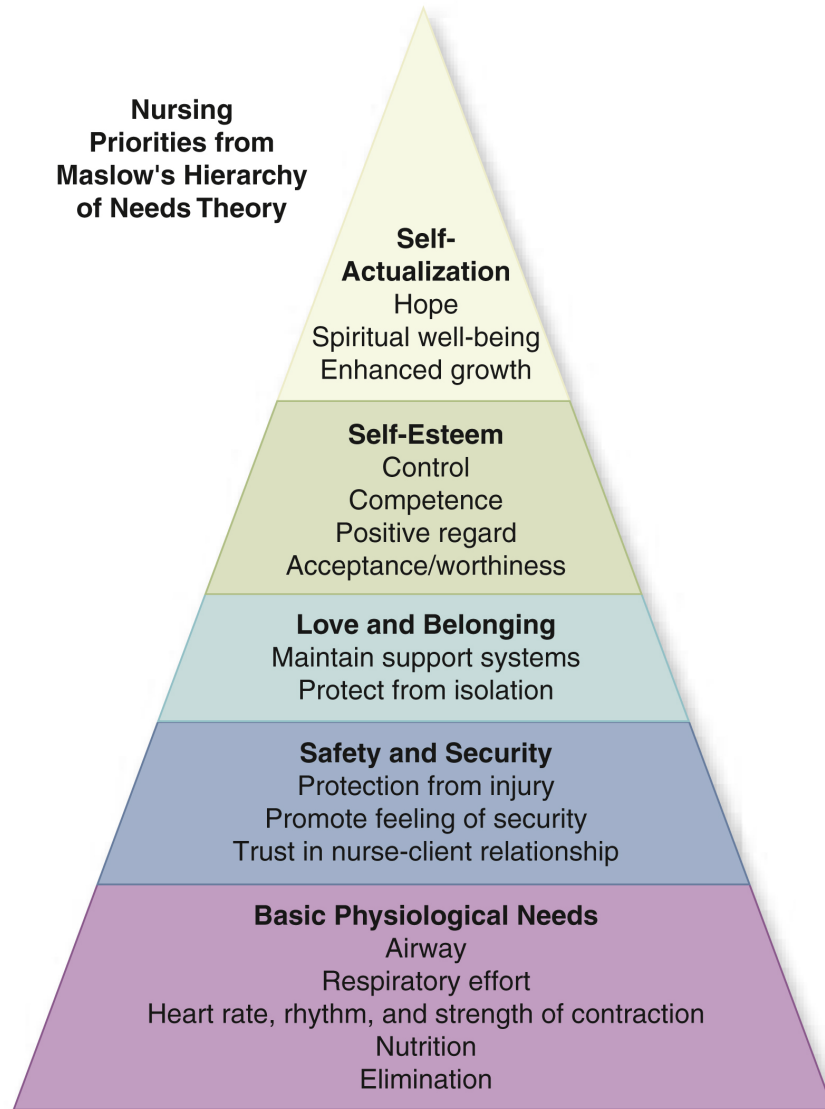 Nursing
Priorities from
Maslow's Hierarchy
of Needs Theory
Self-
Actualization
Hope
Spiritual well-being
Enhanced growth
Self-Esteem
Control
Competence
Positive regard
Acceptance/worthiness
Love and Belonging
Maintain support systems
Protect from isolation
Safety and Security
Protection from injury
Promote feeling of security
Trust in nurse-client relationship
Basic Physiological Needs
Airway
Respiratory effort
Heart rate, rhythm, and strength of contraction
Nutrition
Elimination